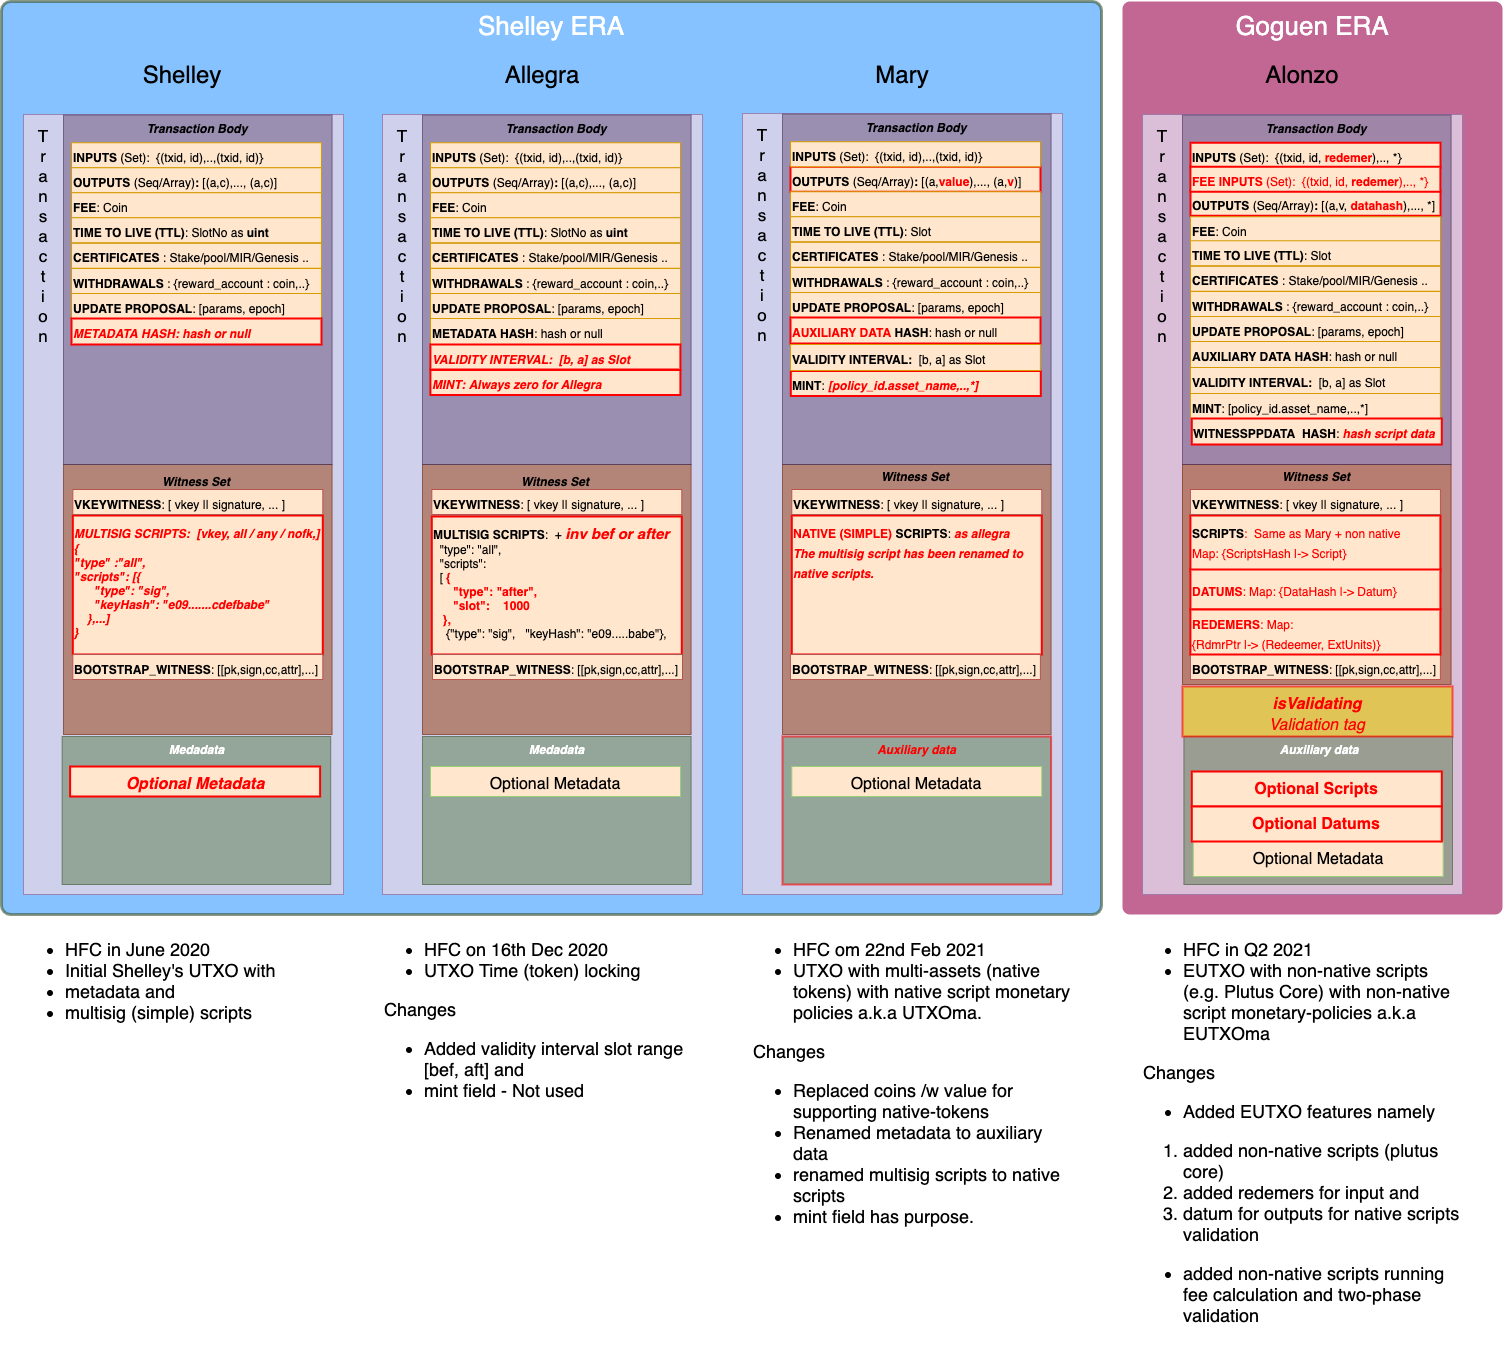 Shelley ERA
Shelley
Transaction
Transaction Body
INPUTS (Set):  {(txid, id),..,(txid, id)}
OUTPUTS (Seq/Array): [(a,c),..., (a,c)]
FEE: Coin
TIME TO LIVE (TTL): SlotNo as uint
CERTIFICATES : Stake/pool/MIR/Genesis ..
WITHDRAWALS : {reward_account : coin,..}
UPDATE PROPOSAL: [params, epoch]
METADATA HASH: hash or null
Witness Set
VKEYWITNESS: [ vkey || signature, ... ]
MULTISIG SCRIPTS:  [vkey, all / any / nofk,]
{
"type" :"all",
"scripts": [{
"type": "sig",
"keyHash": "e09.......cdefbabe"
},...]
}
BOOTSTRAP_WITNESS: [[pk,sign,cc,attr],...]
Medadata
Optional Metadata
Allegra
Transaction
Transaction Body
INPUTS (Set):  {(txid, id),..,(txid, id)}
OUTPUTS (Seq/Array): [(a,c),..., (a,c)]
FEE: Coin
TIME TO LIVE (TTL): SlotNo as uint
CERTIFICATES : Stake/pool/MIR/Genesis ..
WITHDRAWALS : {reward_account : coin,..}
UPDATE PROPOSAL: [params, epoch]
METADATA HASH: hash or null
VALIDITY INTERVAL:  [b, a] as Slot
MINT: Always zero for Allegra
Witness Set
VKEYWITNESS: [ vkey || signature, ... ]
MULTISIG SCRIPTS:  + inv bef or after
"type": "all",
"scripts":
[ {
"type": "after",
"slot":    1000
},
{"type": "sig",   "keyHash": "e09.....babe"},
BOOTSTRAP_WITNESS: [[pk,sign,cc,attr],...]
Medadata
Optional Metadata
Mary
Transaction
Transaction Body
INPUTS (Set):  {(txid, id),..,(txid, id)}
OUTPUTS (Seq/Array): [(a,value),..., (a,v)]
FEE: Coin
TIME TO LIVE (TTL): Slot
CERTIFICATES : Stake/pool/MIR/Genesis ..
WITHDRAWALS : {reward_account : coin,..}
UPDATE PROPOSAL: [params, epoch]
AUXILIARY DATA HASH: hash or null
VALIDITY INTERVAL:  [b, a] as Slot
MINT: [policy_id.asset_name,..,*]
Witness Set
VKEYWITNESS: [ vkey || signature, ... ]
NATIVE (SIMPLE) SCRIPTS: as allegra
The multisig script has been renamed to
native scripts.
BOOTSTRAP_WITNESS: [[pk,sign,cc,attr],...]
Auxiliary data
Optional Metadata
Goguen ERA
Alonzo
Transaction
Transaction Body
INPUTS (Set):  {(txid, id, redemer),.., *}
FEE INPUTS (Set):  {(txid, id, redemer),.., *}
OUTPUTS (Seq/Array): [(a,v, datahash),..., *]
FEE: Coin
TIME TO LIVE (TTL): Slot
CERTIFICATES : Stake/pool/MIR/Genesis ..
WITHDRAWALS : {reward_account : coin,..}
UPDATE PROPOSAL: [params, epoch]
AUXILIARY DATA HASH: hash or null
VALIDITY INTERVAL:  [b, a] as Slot
MINT: [policy_id.asset_name,..,*]
WITNESSPPDATA  HASH: hash script data
Witness Set
VKEYWITNESS: [ vkey || signature, ... ]
SCRIPTS:  Same as Mary + non native
Map: {ScriptsHash |-> Script}
DATUMS: Map: {DataHash |-> Datum}
REDEMERS: Map:
{RdmrPtr |-> (Redeemer, ExtUnits)}
BOOTSTRAP_WITNESS: [[pk,sign,cc,attr],...]
isValidating
Validation tag
Auxiliary data
Optional Scripts
Optional Datums
Optional Metadata
• HFC in June 2020
• Initial Shelley's UTXO with
• metadata and
• multisig (simple) scripts
• HFC on 16th Dec 2020
• UTXO Time (token) locking
Changes
• Added validity interval slot range
[bef, aft] and
• mint field - Not used
• HFC om 22nd Feb 2021
• UTXO with multi-assets (native
tokens) with native script monetary
policies a.k.a UTXOma.
Changes
• Replaced coins /w value for
supporting native-tokens
• Renamed metadata to auxiliary
data
• renamed multisig scripts to native
scripts
• mint field has purpose.
• HFC in Q2 2021
• EUTXO with non-native scripts
(e.g. Plutus Core) with non-native
script monetary-policies a.k.a
EUTXOma
Changes
• Added EUTXO features namely
1. added non-native scripts (plutus
core)
2. added redemers for input and
3. datum for outputs for native scripts
validation
• added non-native scripts running
fee calculation and two-phase
validation